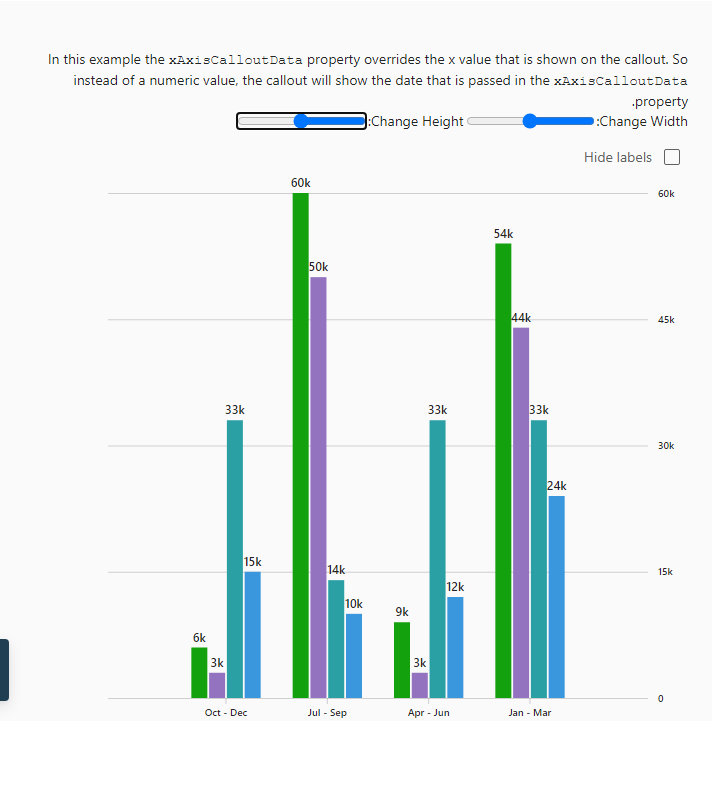 In this example the xAxisCalloutData property overrides the x value that is shown on the callout. So
instead of a numeric value, the callout will show the date that is passed in the xAxisCalloutData
.property
:Change Height :Change Width
Hide labels
60k
60k
54k
50k
45k
44k
33k 33k 33k
30k
24k
15k 14k 15k
12k
10k
9k
6k
3k 3k
0
Oct - Dec Jul - Sep Apr - Jun Jan - Mar